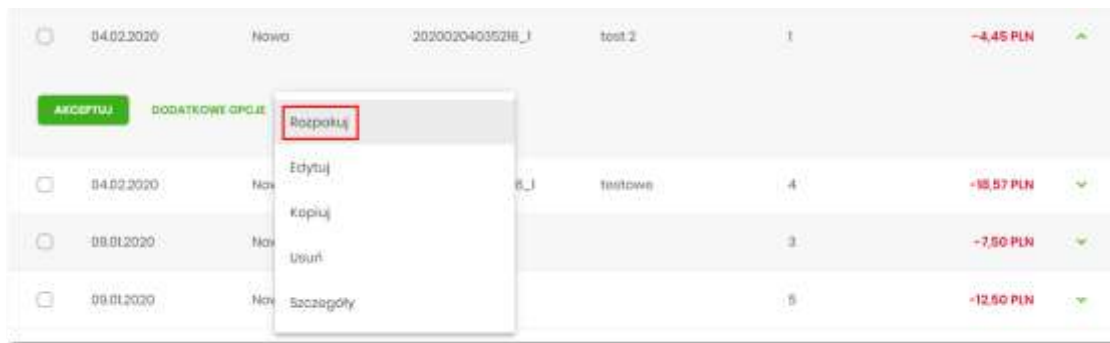 04.02.2020 Nowa 20200204035216_1 test 2 1 -4,45 PLN
AKCEPTUJ DODATKOWE OPCJE
Rozpakuj
Edytuj
04.02.2020 testowe 4 -18,57 PLN
Kopiuj
09.01.2020 3 -7,50 PLN
Usuń
09.01.2020 5 -12,50 PLN
Szczegóły